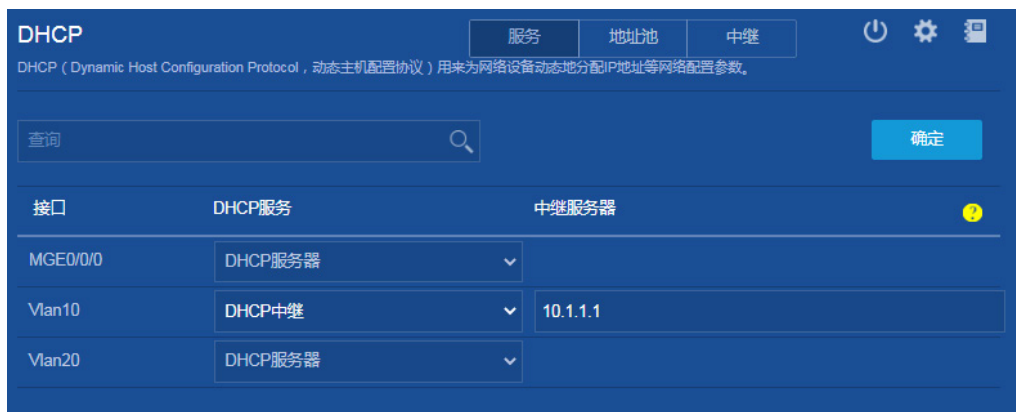 DHCP 服务 地址池 中继
DHCP（Dynamic Host Configuration Protocol，动态主机配置协议）用来为网络设备动态地分配IP地址等网络配置参数。
查询 确定
接口 DHCP服务 中继服务器 ?
MGE0/0/0 DHCP服务器
Vlan10 DHCP中继 10.1.1.1
Vlan20 DHCP服务器